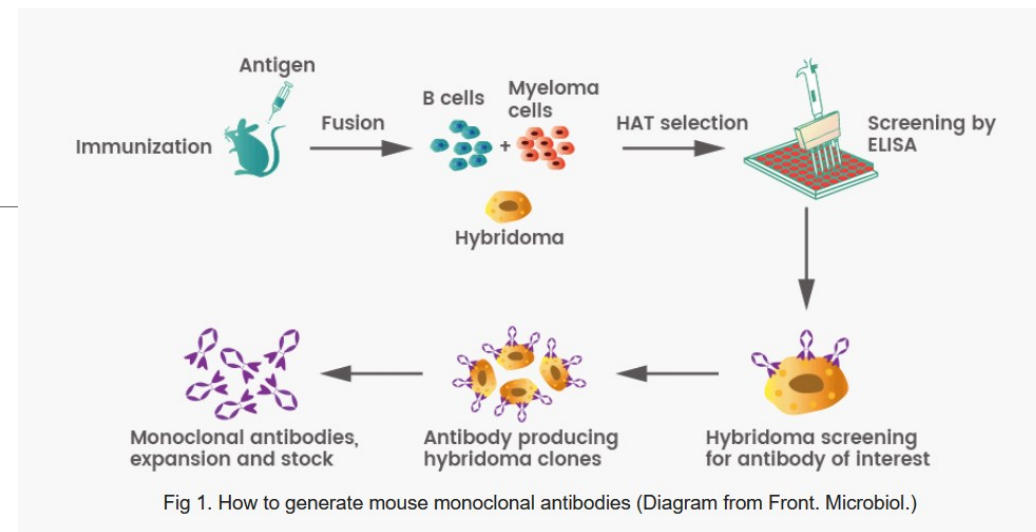 Antigen
Immunization
Fusion
B cells
+
Myeloma
cells
Hybridoma
HAT selection
Screening by
ELISA
Hybridoma screening
for antibody of interest
Antibody producing
hybridoma clones
Monoclonal antibodies,
expansion and stock
Fig 1. How to generate mouse monoclonal antibodies (Diagram from Front. Microbiol.)